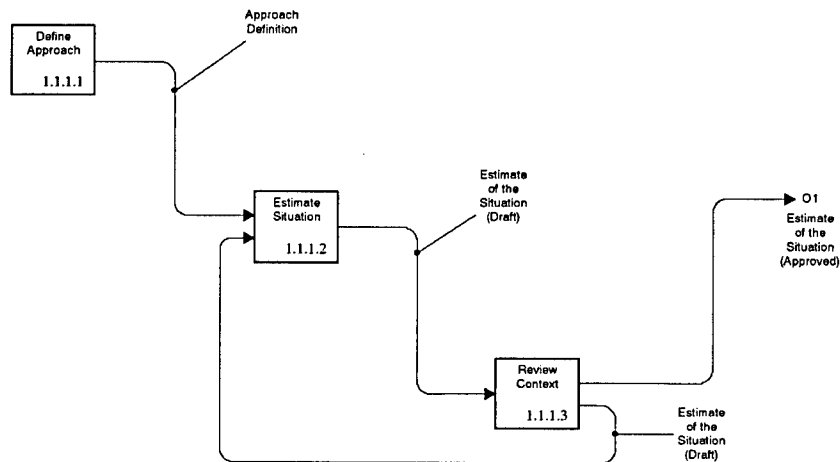 Define
Approach
1.1.1.1
Approach
Definition
Estimate
Situation
1.1.1.2
Estimate
of the
Situation
(Draft)
O1
Estimate
of the
Situation
(Approved)
Review
Context
1.1.1.3
Estimate
of the
Situation
(Draft)